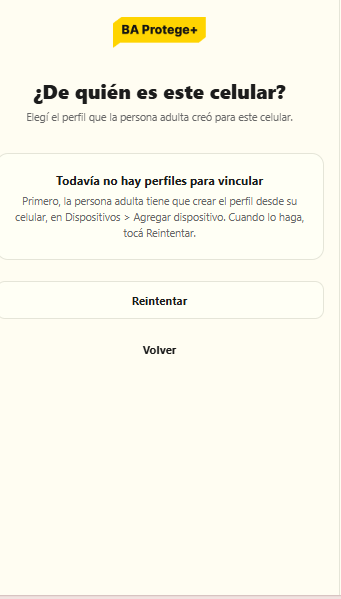 BA Protege+
¿De quién es este celular?
Elegí el perfil que la persona adulta creó para este celular.
Todavía no hay perfiles para vincular
Primero, la persona adulta tiene que crear el perfil desde su
celular, en Dispositivos > Agregar dispositivo. Cuando lo haga,
tocá Reintentar.
Reintentar
Volver